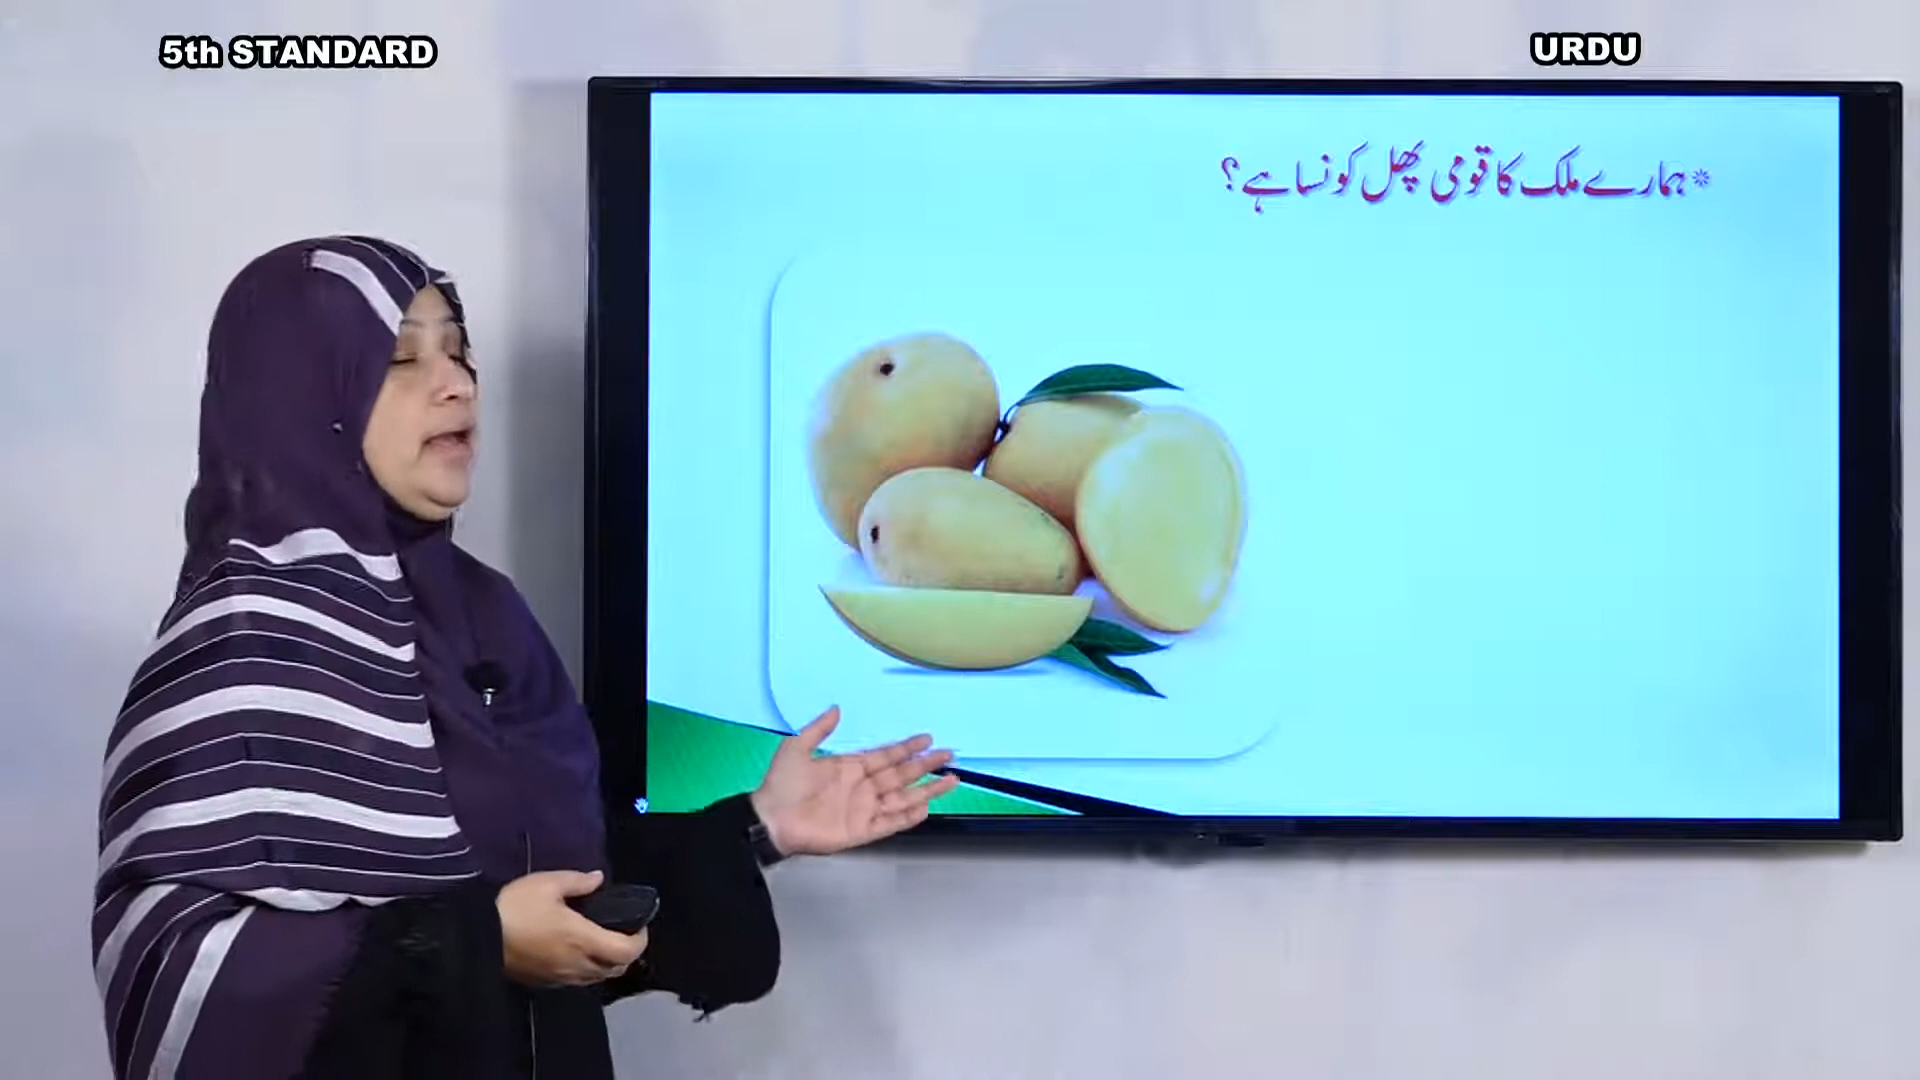 5th STANDARD
URDU
* ہمارے ملک کا قومی پھل کونسا ہے؟